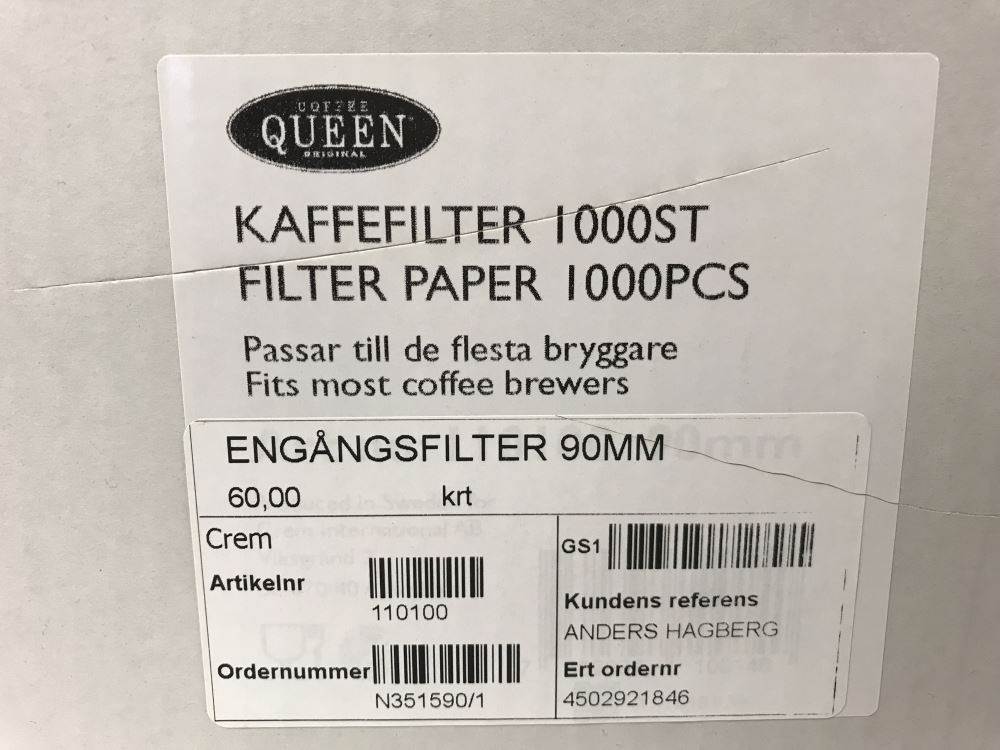 COFFEE
QUEEN
ORIGINAL
KAFFEFILTER 1000ST
FILTER PAPER 1000PCS
Passar till de flesta bryggare
Fits most coffee brewers
ENGÅNGSFILTER 90MM
60,00 krt
Crem
Artikelnr
110100
Ordernummer
N351590/1
GS1
Kundens referens
ANDERS HAGBERG
Ert ordernr
4502921846